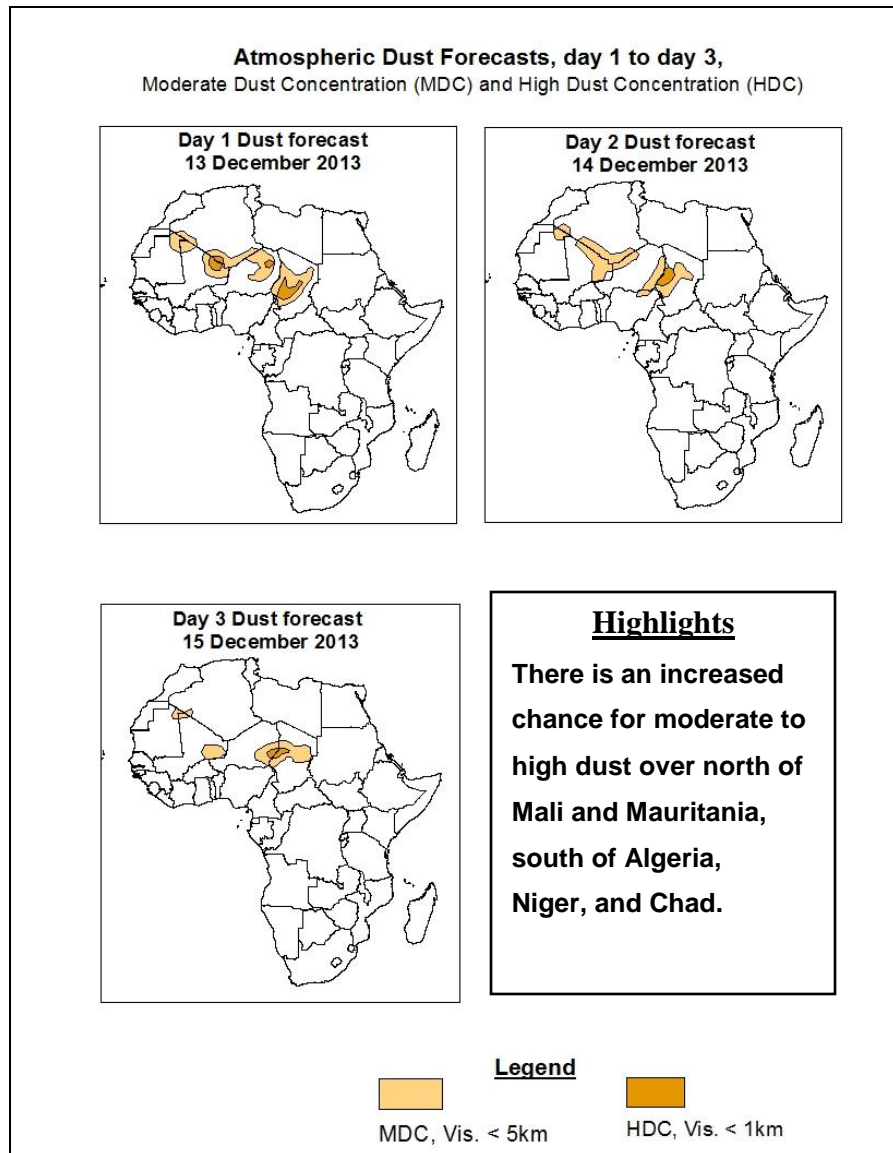 Atmospheric Dust Forecasts, day 1 to day 3,
Moderate Dust Concentration (MDC) and High Dust Concentration (HDC)
Day 1 Dust forecast
13 December 2013
Day 2 Dust forecast
14 December 2013
Day 3 Dust forecast
15 December 2013
Highlights
There is an increased
chance for moderate to
high dust over north of
Mali and Mauritania,
south of Algeria,
Niger, and Chad.
Legend
MDC, Vis. < 5km
HDC, Vis. < 1km